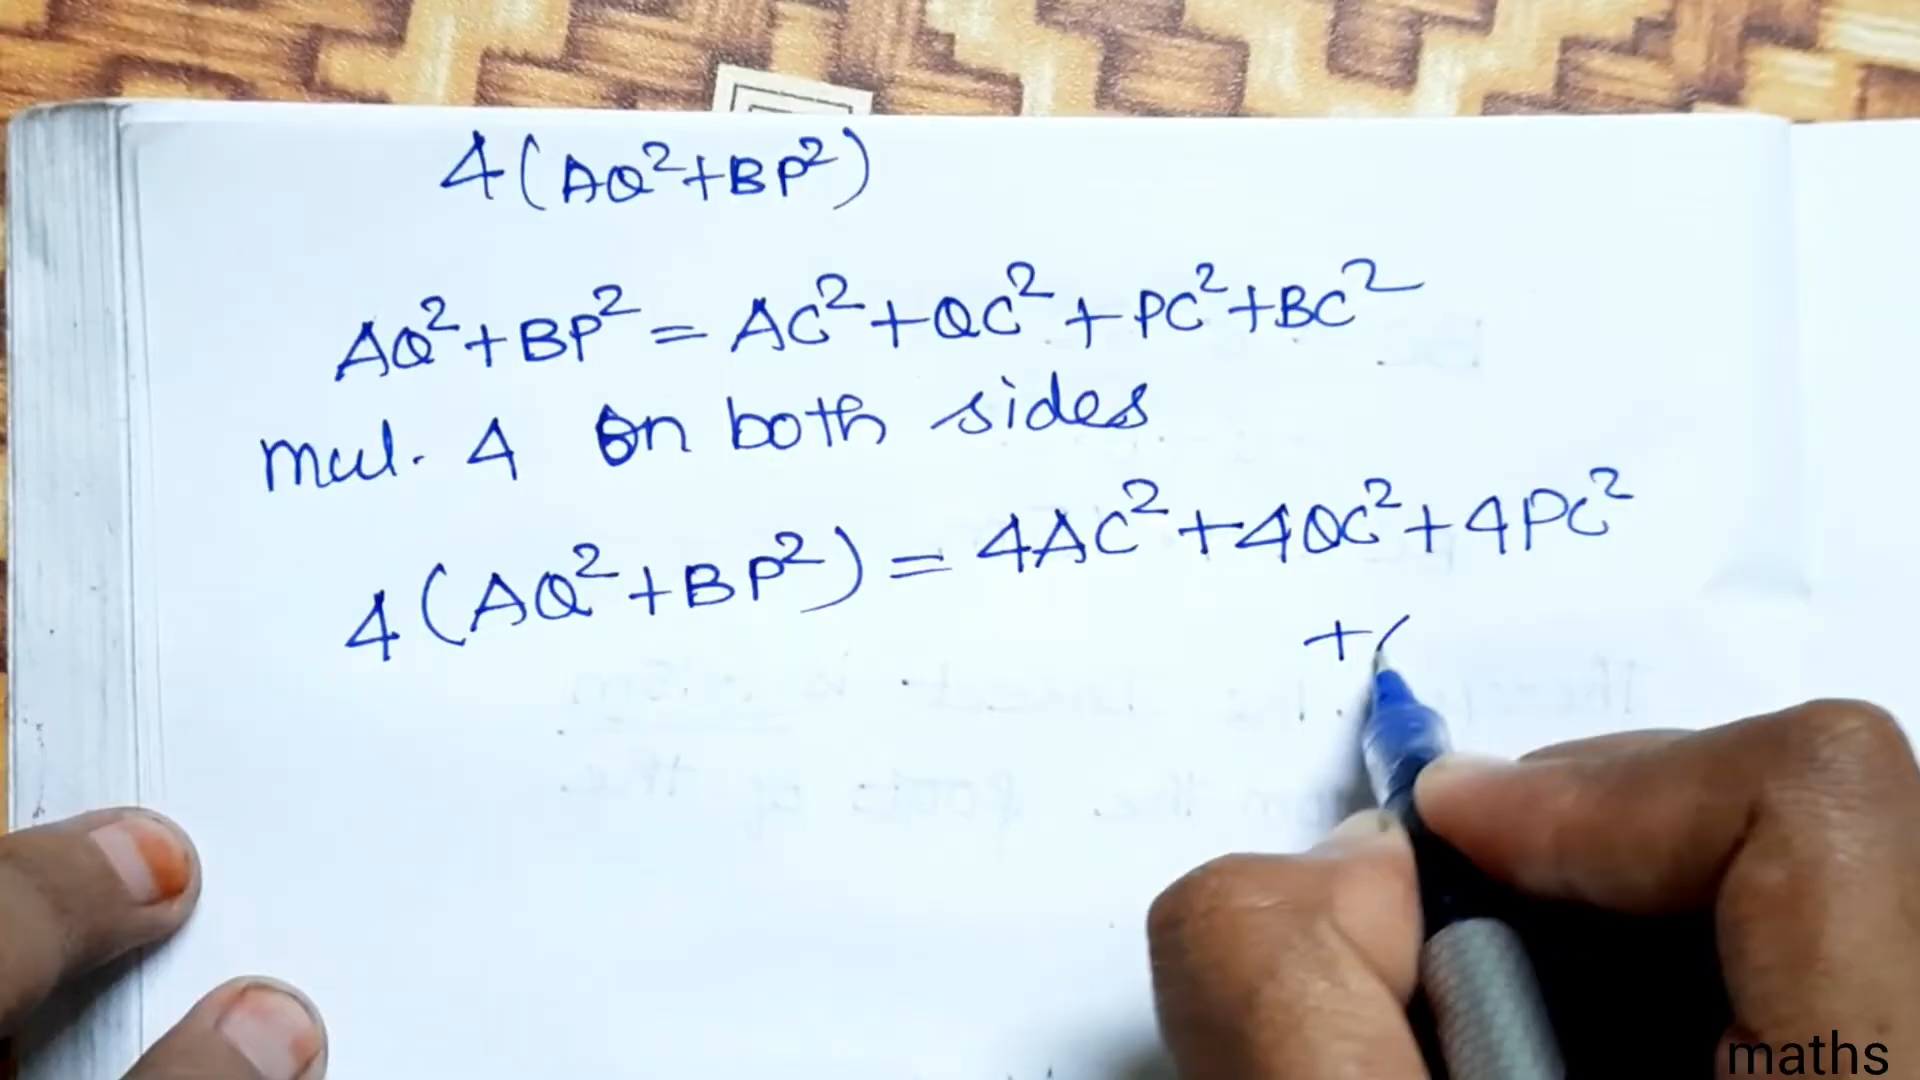 4(AQ²+BP²)
AQ²+BP² = AC²+QC²+PC²+BC²
mul. 4 on both sides
4(AQ²+BP²) = 4AC²+4QC²+4PC²
+
maths